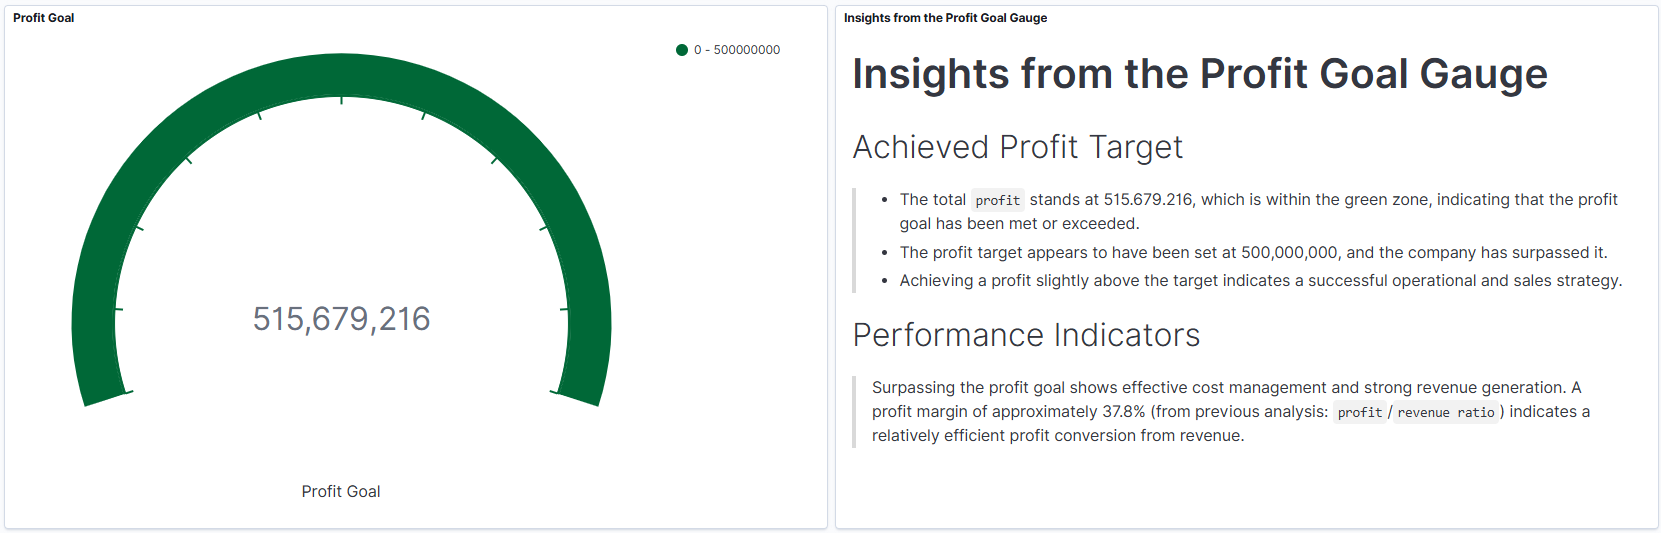 Profit Goal
0 - 500000000
515,679,216
Profit Goal
Insights from the Profit Goal Gauge
Insights from the Profit Goal Gauge
Achieved Profit Target
• The total profit stands at 515.679.216, which is within the green zone, indicating that the profit
goal has been met or exceeded.
• The profit target appears to have been set at 500,000,000, and the company has surpassed it.
• Achieving a profit slightly above the target indicates a successful operational and sales strategy.
Performance Indicators
Surpassing the profit goal shows effective cost management and strong revenue generation. A
profit margin of approximately 37.8% (from previous analysis: profit / revenue ratio ) indicates a
relatively efficient profit conversion from revenue.